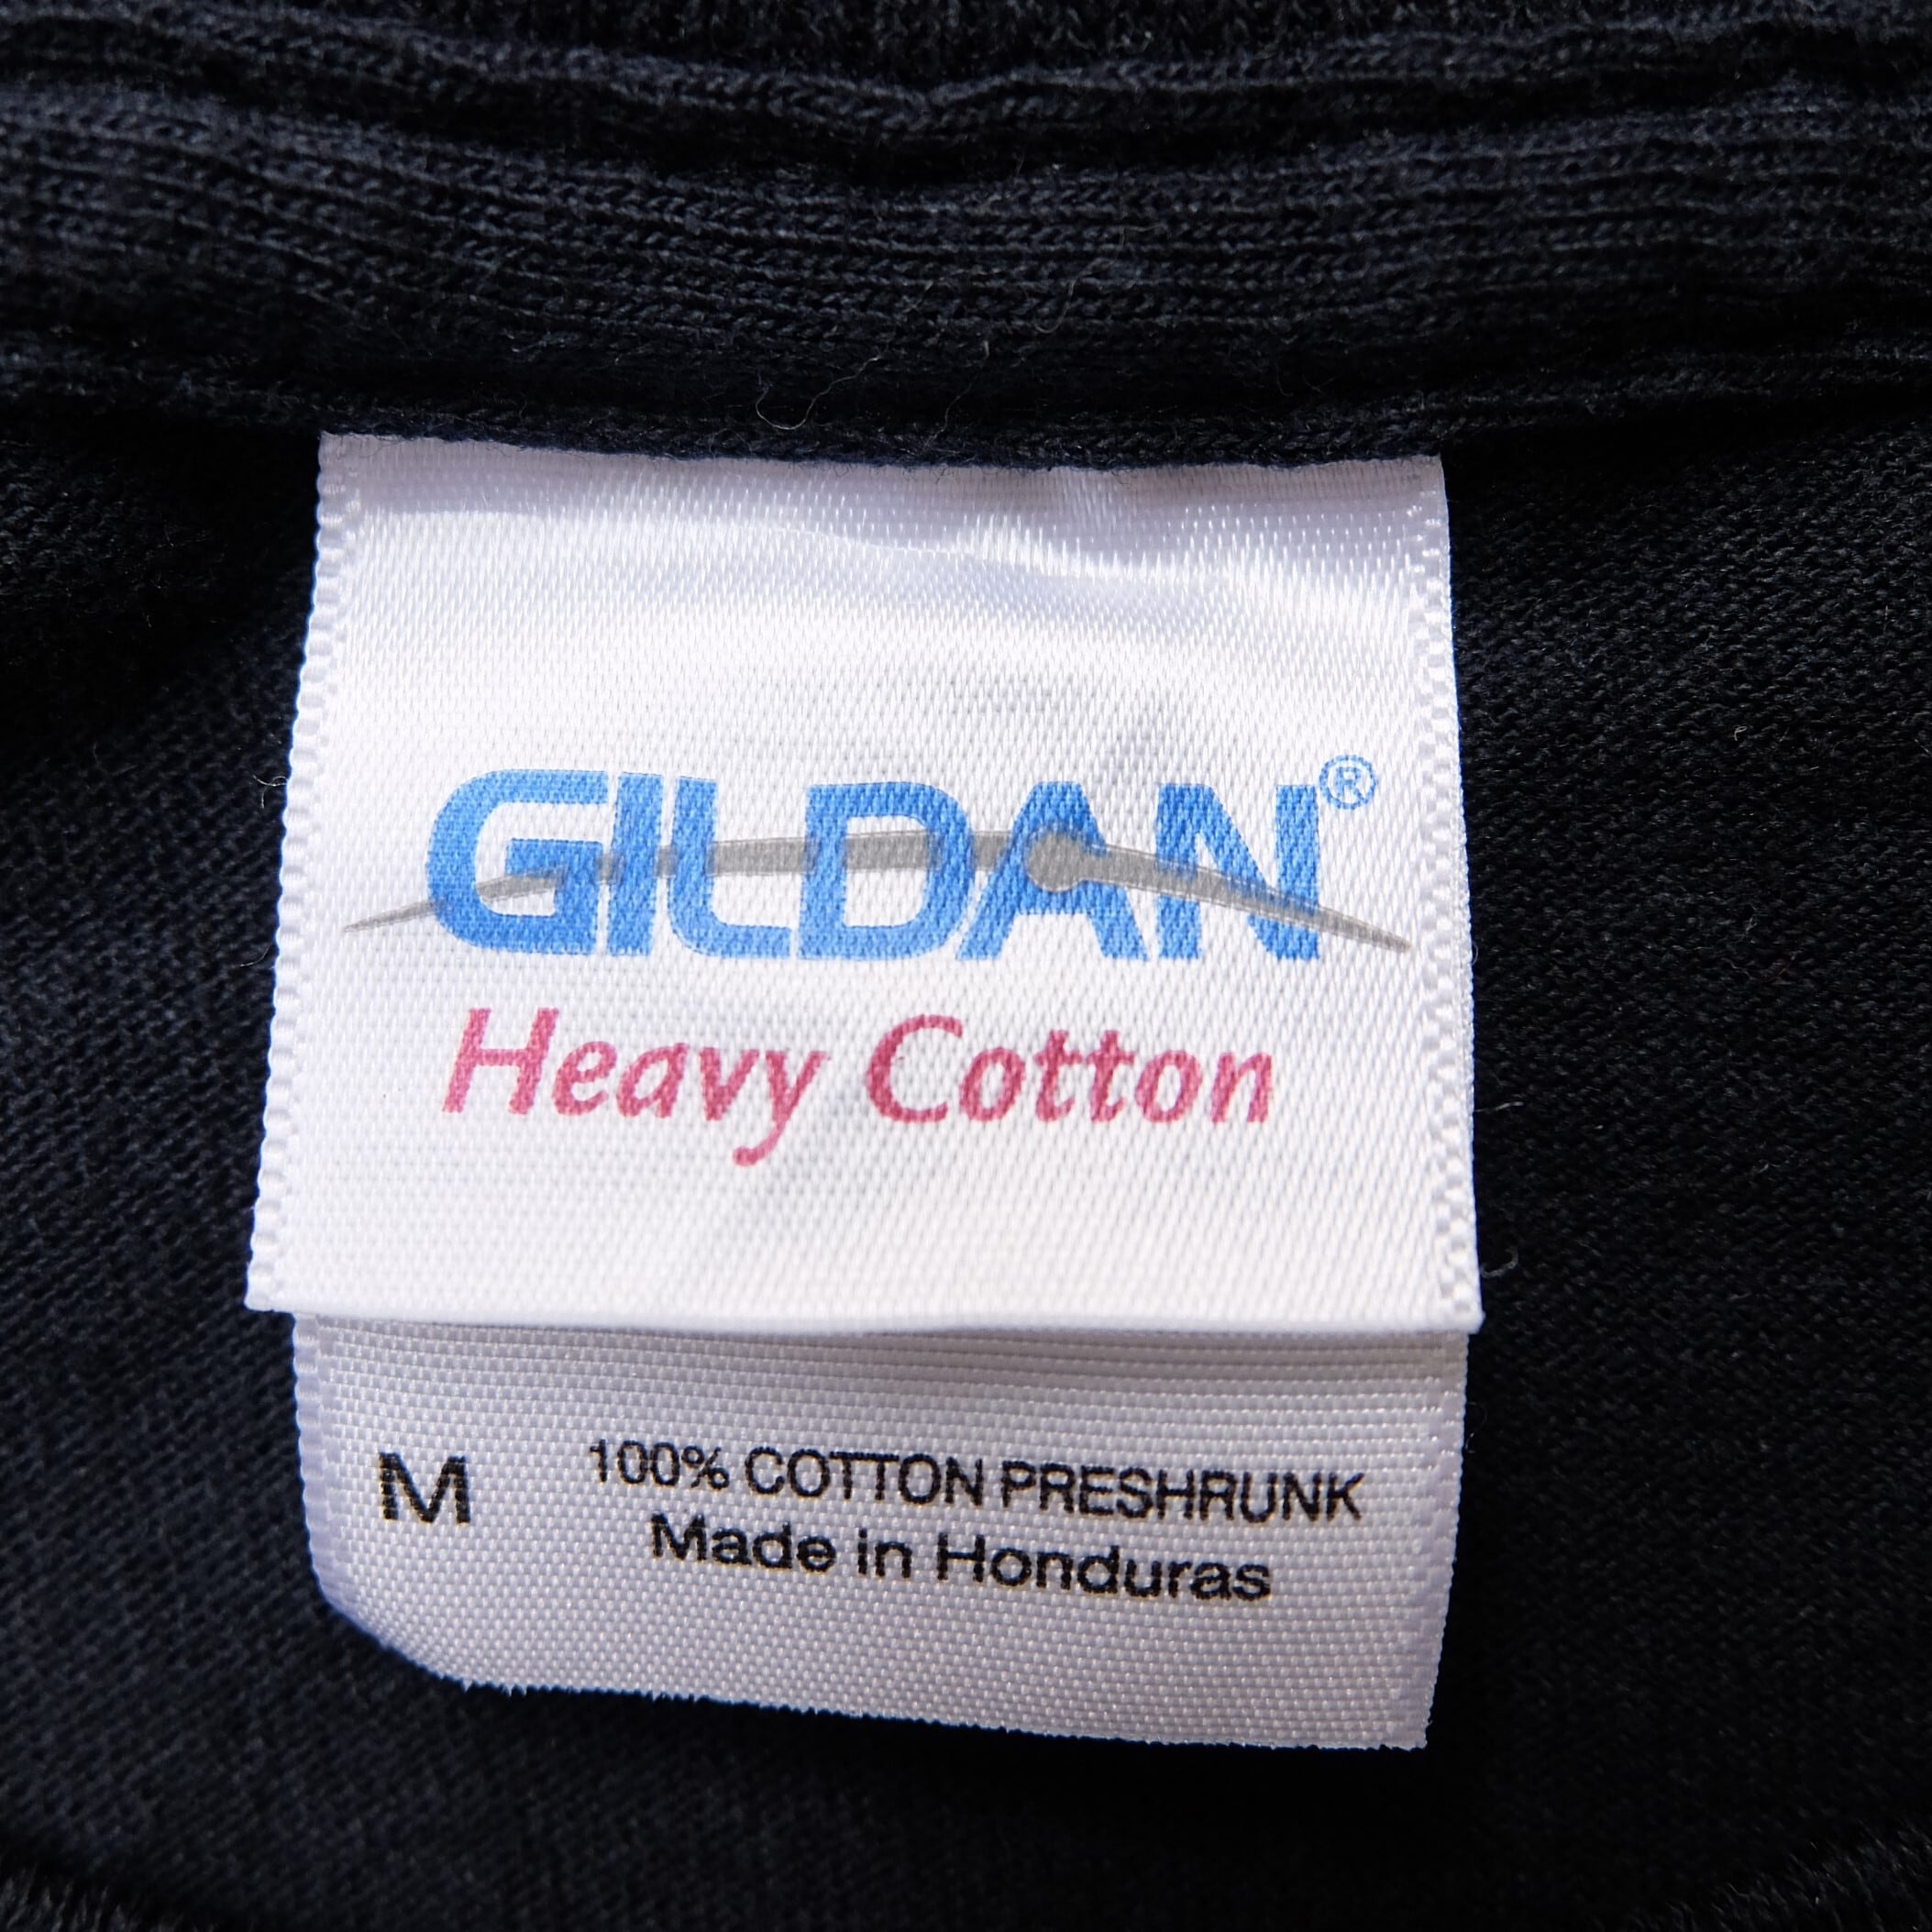 GILDAN®
Heavy Cotton
M 100% COTTON PRESHRUNK
Made in Honduras